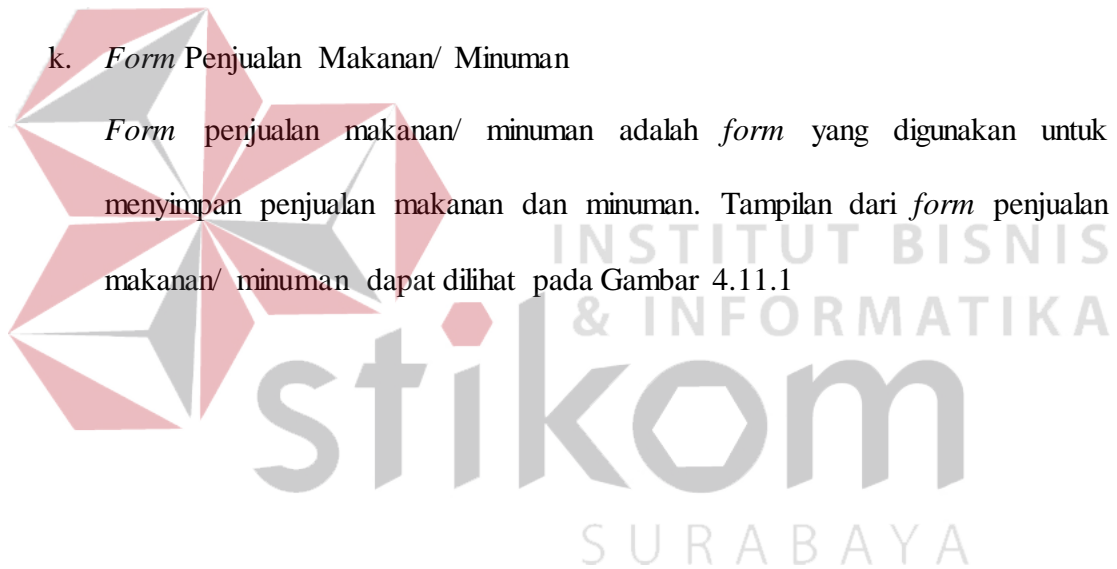 k. Form Penjualan Makanan/ Minuman
Form penjualan makanan/ minuman adalah form yang digunakan untuk
menyimpan penjualan makanan dan minuman. Tampilan dari form penjualan
makanan/ minuman dapat dilihat pada Gambar 4.11.1
INSTITUT BISNIS
& INFORMATIKA
stikom
SURABAYA